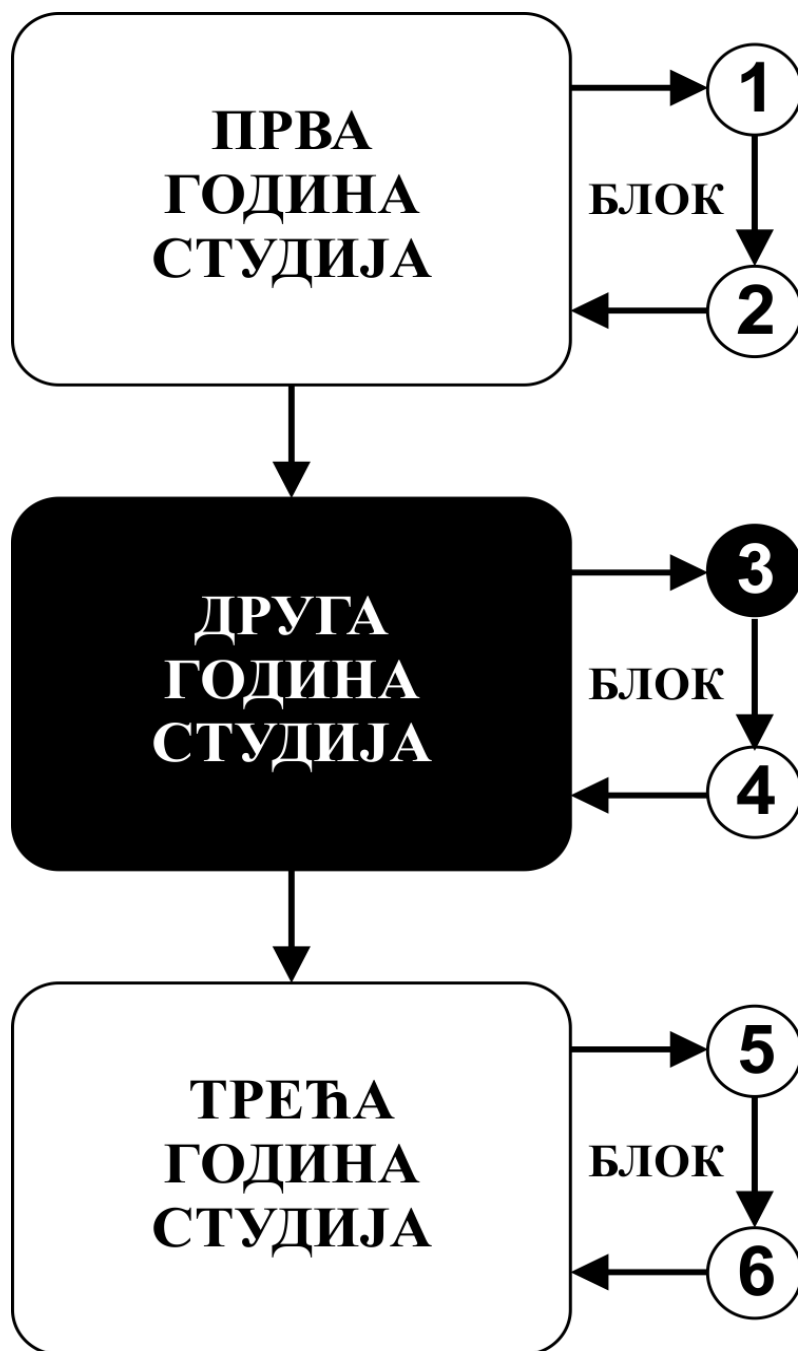 ПРВА
ГОДИНА
СТУДИЈА
1
БЛОК
2
ДРУГА
ГОДИНА
СТУДИЈА
3
БЛОК
4
ТРЕЋА
ГОДИНА
СТУДИЈА
5
БЛОК
6